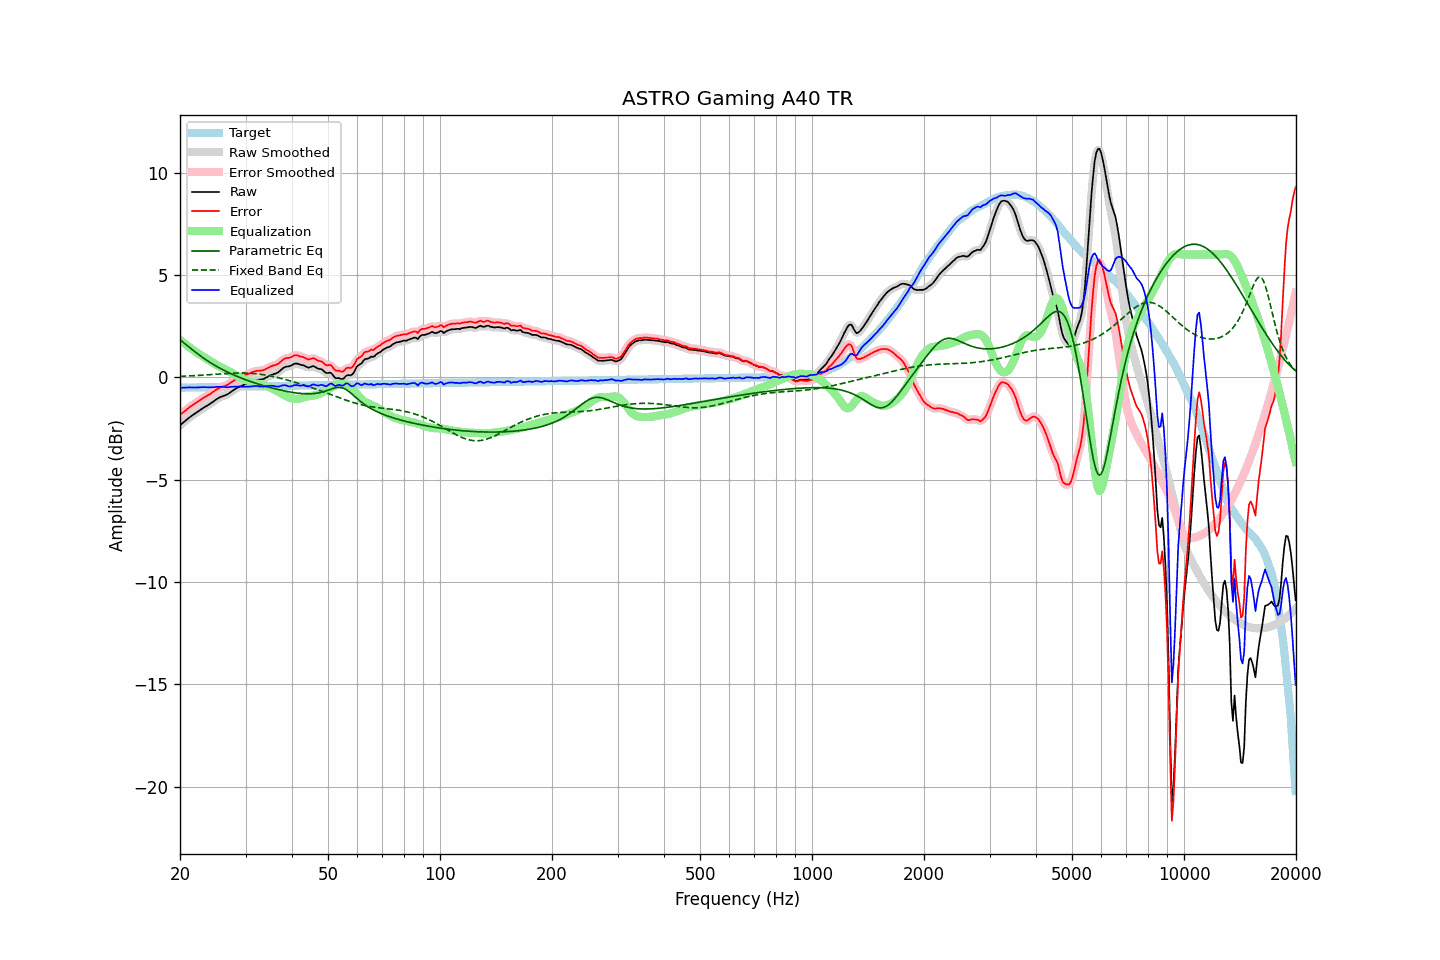 ASTRO Gaming A40 TR
Target
Raw Smoothed
Error Smoothed
Raw
Error
Equalization
Parametric Eq
Fixed Band Eq
Equalized
Amplitude (dBr)
10
5
0
−5
−10
−15
−20
20 50 100 200 500 1000 2000 5000 10000 20000
Frequency (Hz)